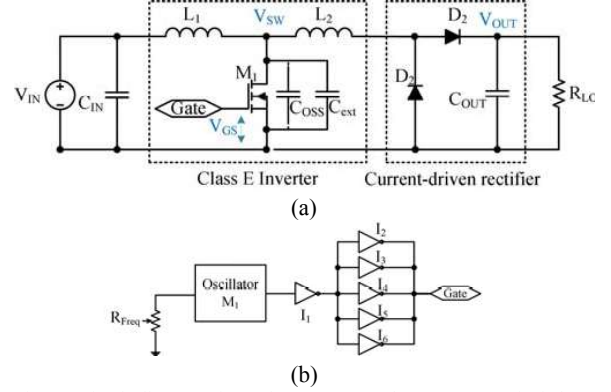 L1 VSW L2 D2 VOUT
M1 D2
VIN CIN Gate COSS Cext COUT RLO
VGS
Class E Inverter Current-driven rectifier
(a)
I2
I3
Oscillator
M1 I4 Gate
RFreq I1
I5
I6
(b)